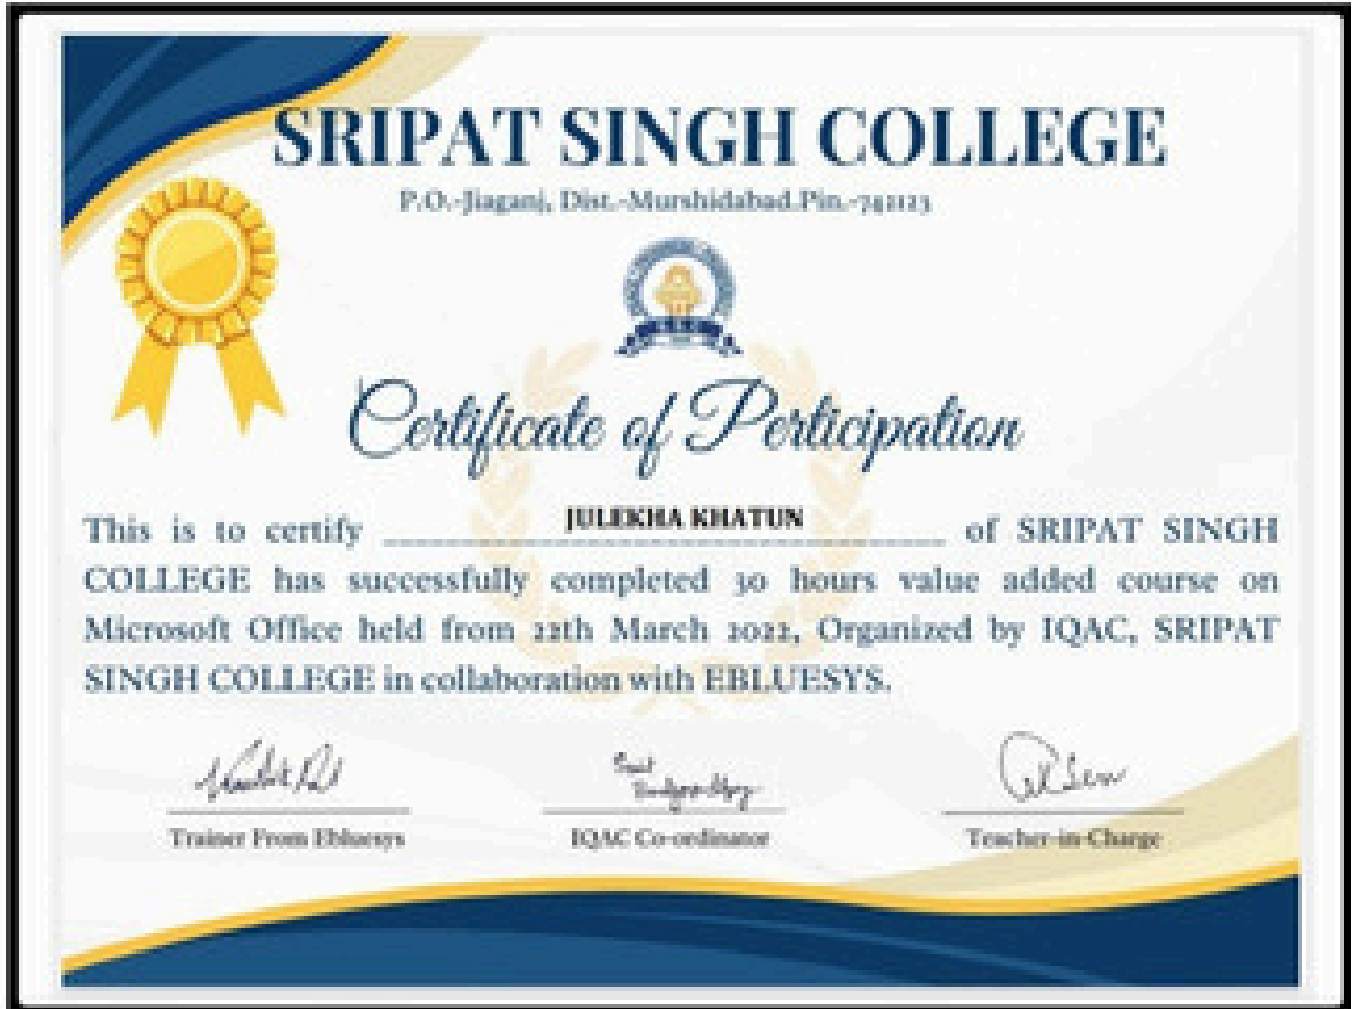 SRIPAT SINGH COLLEGE
P.O.-Jiaganj, Dist.-Murshidabad.Pin.-742123
Certificate of Perticipation
This is to certify JULEKHA KHATUN of SRIPAT SINGH
COLLEGE has successfully completed 30 hours value added course on
Microsoft Office held from 22th March 2022, Organized by IQAC, SRIPAT
SINGH COLLEGE in collaboration with EBLUESYS.
Trainer From Ebluesys
IQAC Co-ordinator
Teacher-in-Charge